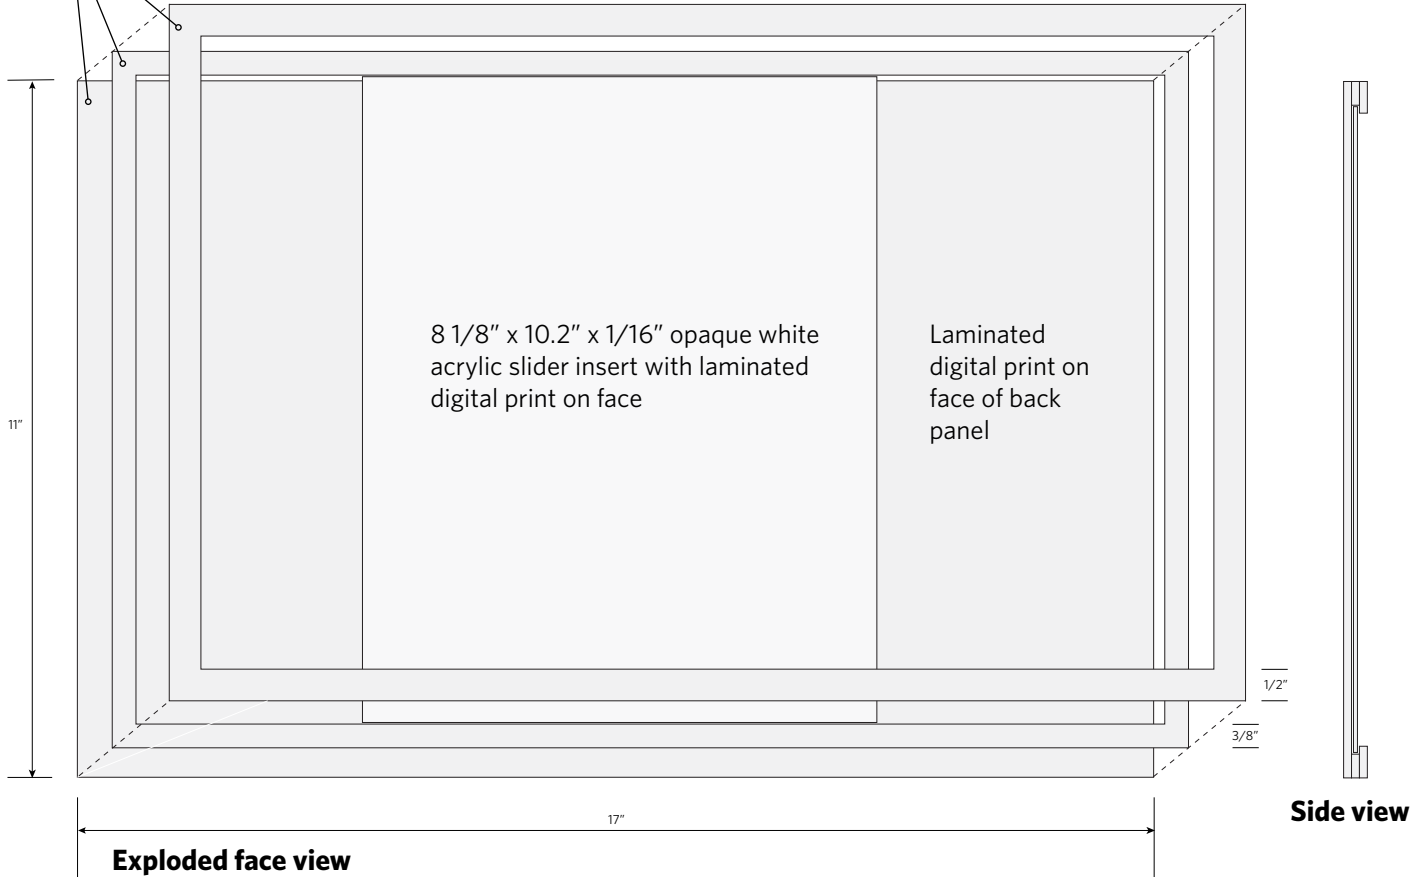 8 1/8” x 10.2” x 1/16” opaque white
acrylic slider insert with laminated
digital print on face
Laminated
digital print on
face of back
panel
11”
1/2”
3/8”
17”
Side view
Exploded face view